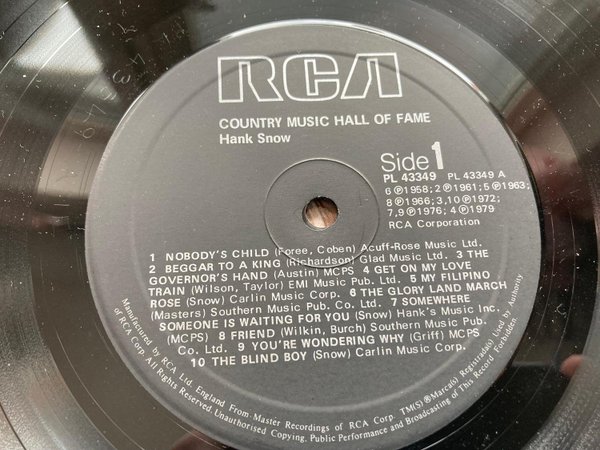 RCA
COUNTRY MUSIC HALL OF FAME
Hank Snow
Side 1
PL 43349 PL 43349 A
6 ℗1958; 2 ℗1961; 5 ℗1963;
8 ℗1966; 3,10 ℗1972;
7,9 ℗1976; 4 ℗1979
RCA Corporation
1 NOBODY'S CHILD (Foree, Coben) Acuff-Rose Music Ltd.
2 BEGGAR TO A KING (Richardson) Glad Music Ltd. 3 THE
GOVERNOR'S HAND (Austin) MCPS 4 GET ON MY LOVE
TRAIN (Wilson, Taylor) EMI Music Pub. Ltd. 5 MY FILIPINO
ROSE (Snow) Carlin Music Corp. 6 THE GLORY LAND MARCH
(Masters) Southern Music Pub. Co. Ltd. 7 SOMEWHERE
SOMEONE IS WAITING FOR YOU (Snow) Hank's Music Inc.
(MCPS) 8 FRIEND (Wilkin, Burch) Southern Music Pub.
Co. Ltd. 9 YOU'RE WONDERING WHY (Griff) MCPS
10 THE BLIND BOY (Snow) Carlin Music Corp.
Manufactured by RCA Ltd. England From Master Recordings of RCA Corp. TM(S) ® Marca(s) Registrada(s) Used by Authority
of RCA Corp. All Rights Reserved. Unauthorised Copying, Public Performance and Broadcasting of This Record Forbidden.